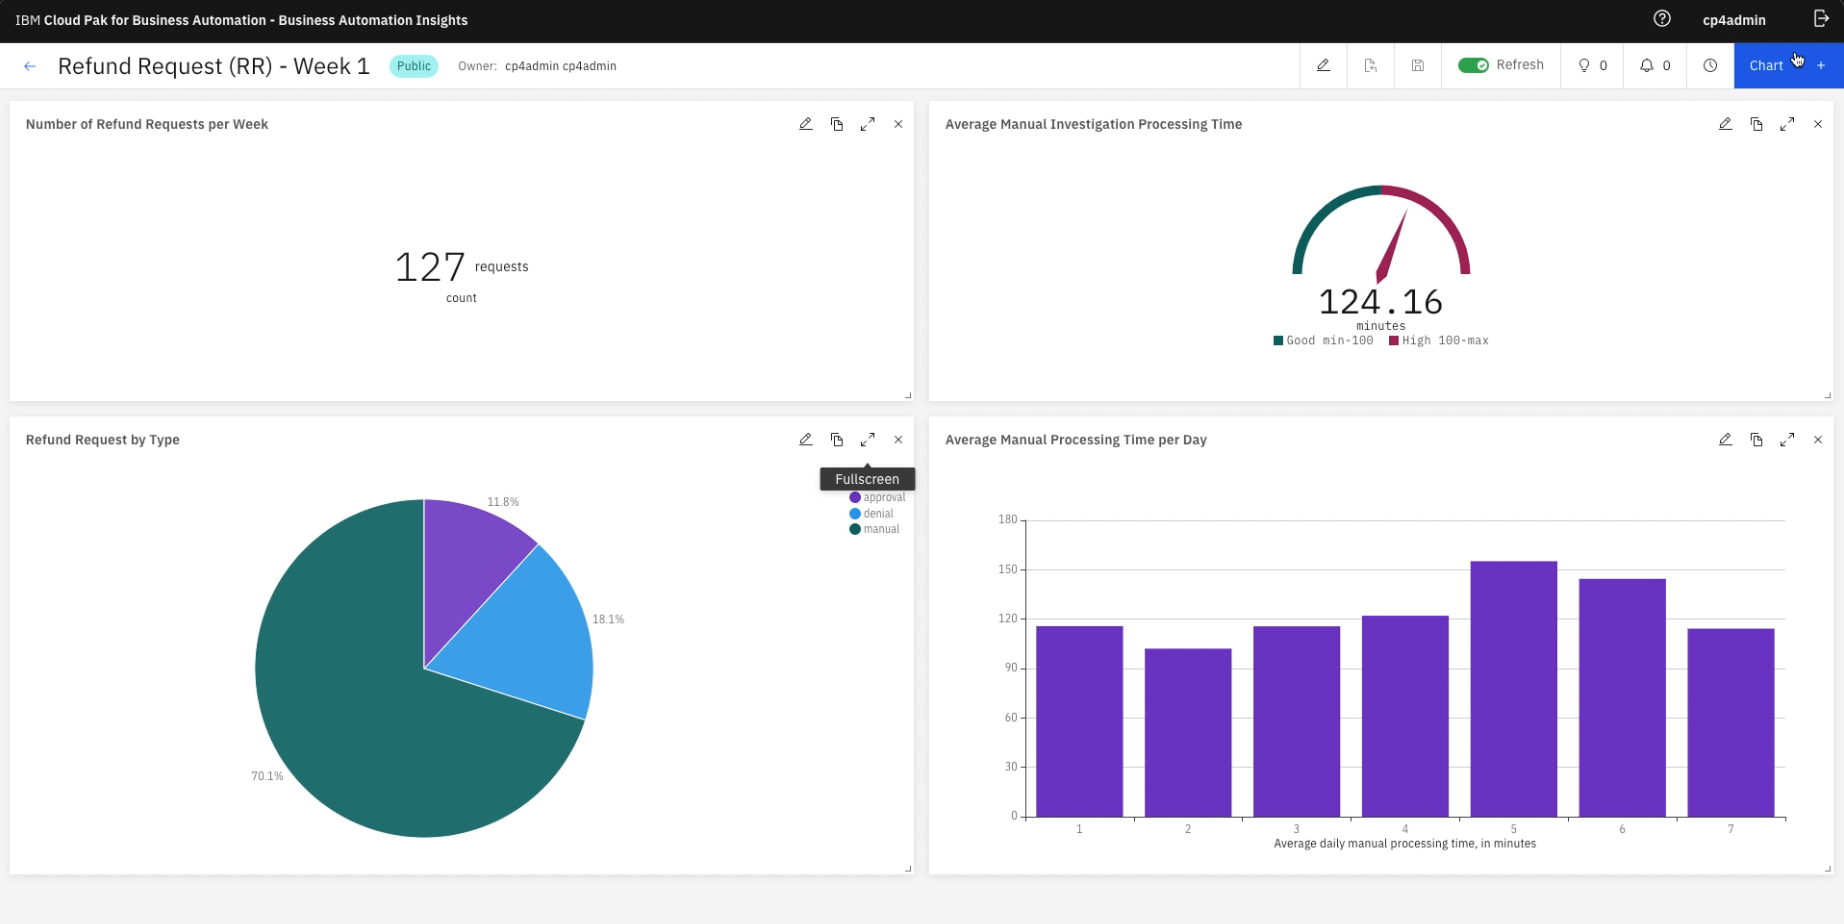 IBM Cloud Pak for Business Automation - Business Automation Insights
cp4admin
Refund Request (RR) - Week 1
Public
Owner: cp4admin cp4admin
Refresh
0
0
Chart +
Number of Refund Requests per Week
127 requests
count
Average Manual Investigation Processing Time
124.16
minutes
Good min-100 High 100-max
Refund Request by Type
Fullscreen
approval
denial
manual
11.8%
18.1%
70.1%
Average Manual Processing Time per Day
180
150
120
90
60
30
0
1 2 3 4 5 6 7
Average daily manual processing time, in minutes